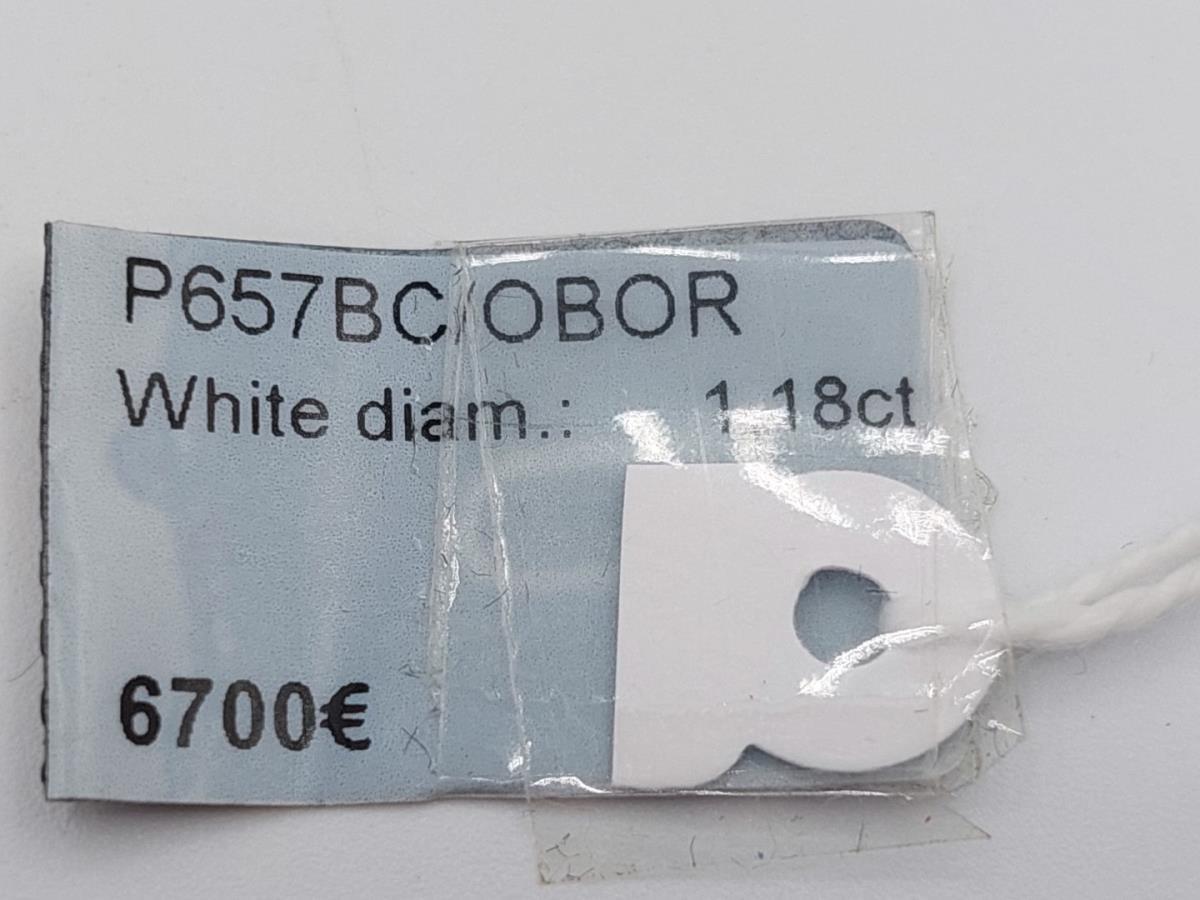 P657BC/OBOR
White diam.: 1.18ct
6700€